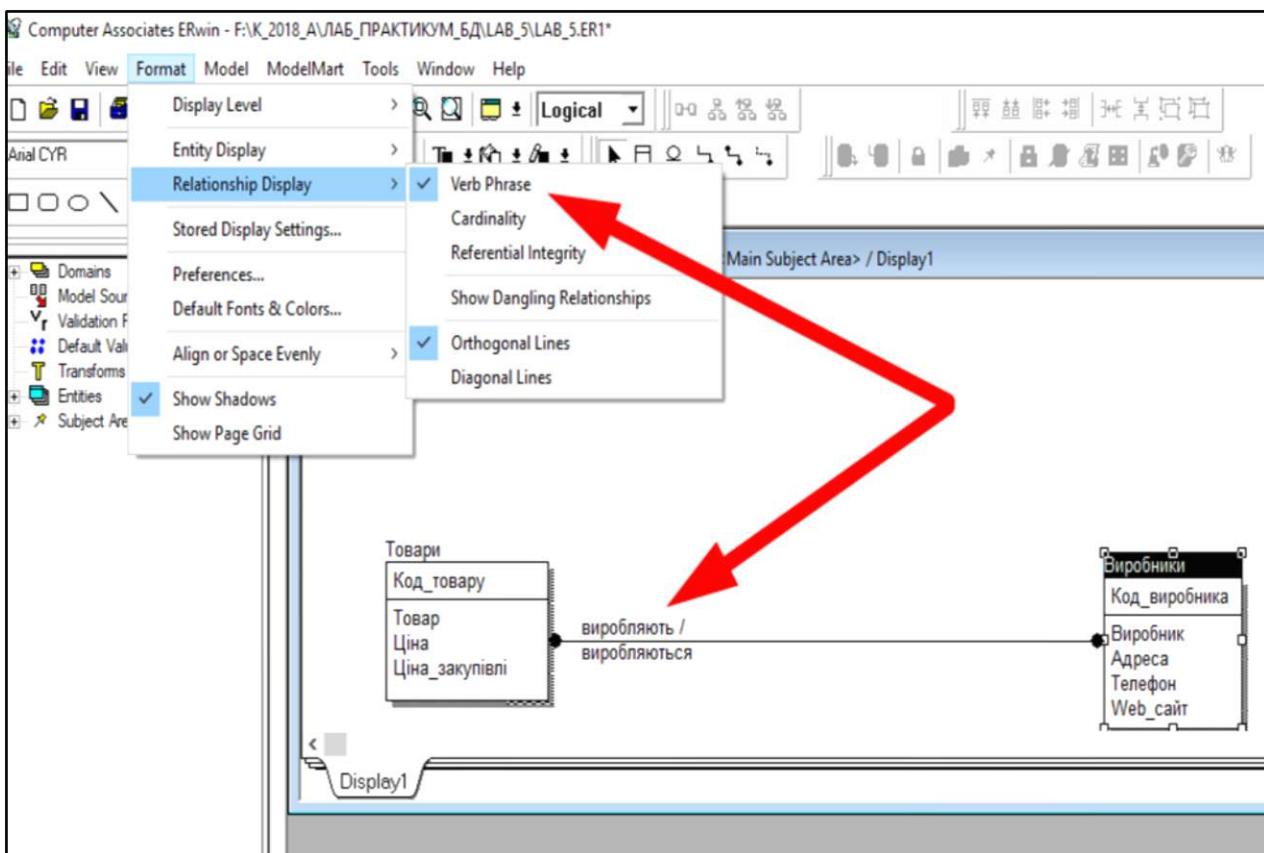 Computer Associates ERwin - F:\К_2018_А\ЛАБ_ПРАКТИКУМ_БД\LAB_5\LAB_5.ER1*
ile Edit View Format Model ModelMart Tools Window Help
Logical
Arial CYR
Display Level
Entity Display
Relationship Display
Stored Display Settings...
Preferences...
Default Fonts & Colors...
Align or Space Evenly
Show Shadows
Show Page Grid
Verb Phrase
Cardinality
Referential Integrity
Show Dangling Relationships
Orthogonal Lines
Diagonal Lines
Main Subject Area> / Display1
Domains
Model Sour
Validation R
Default Valu
Transforms
Entities
Subject Are
Товари
Код_товару
Товар
Ціна
Ціна_закупівлі
виробляють /
виробляються
Виробники
Код_виробника
Виробник
Адреса
Телефон
Web_сайт
Display1